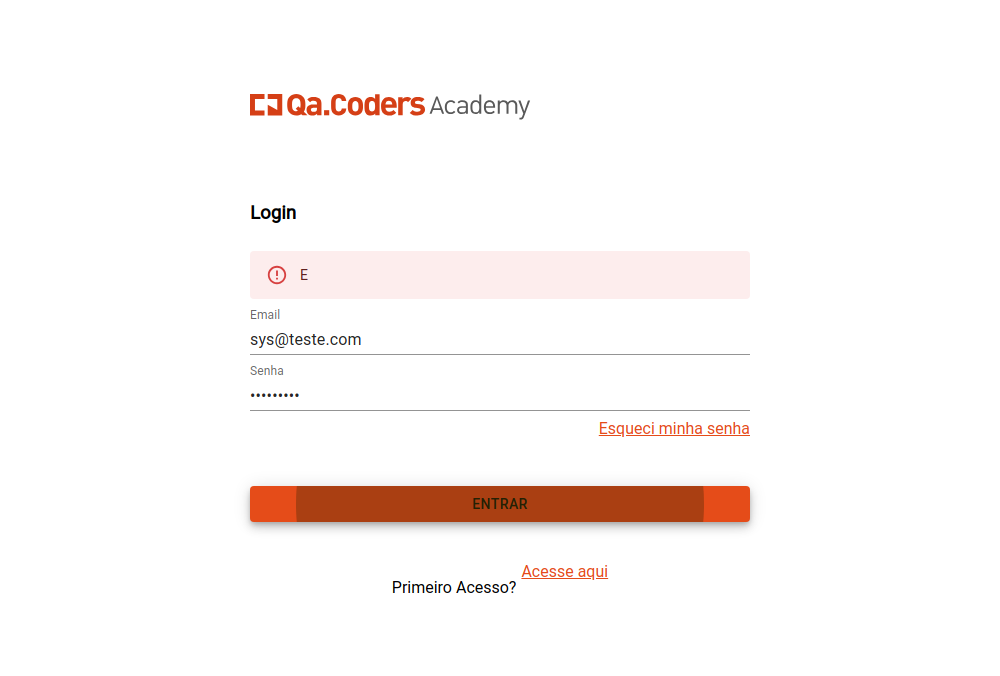 Qa.Coders Academy
Login
E
Email
sys@teste.com
Senha
•••••••••
Esqueci minha senha
ENTRAR
Primeiro Acesso? Acesse aqui